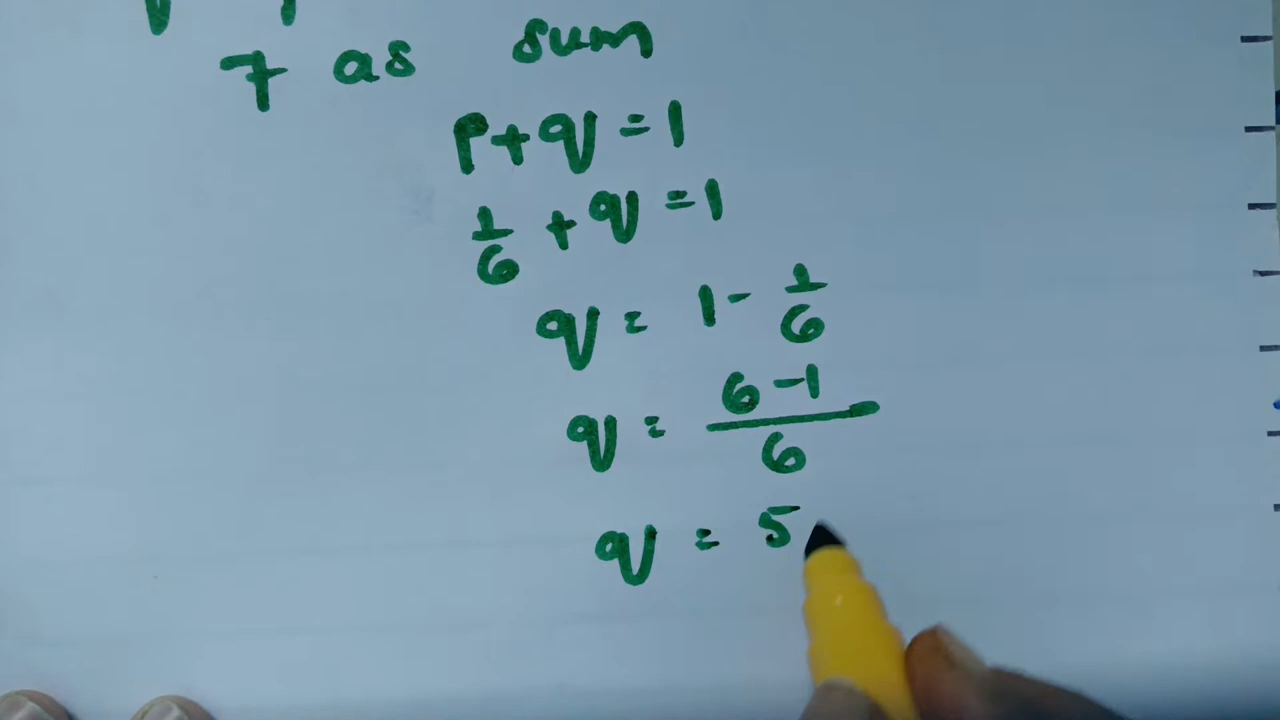 7 as sum
p+q=1
1/6+q=1
q=1-1/6
q=6-1/6
q=5